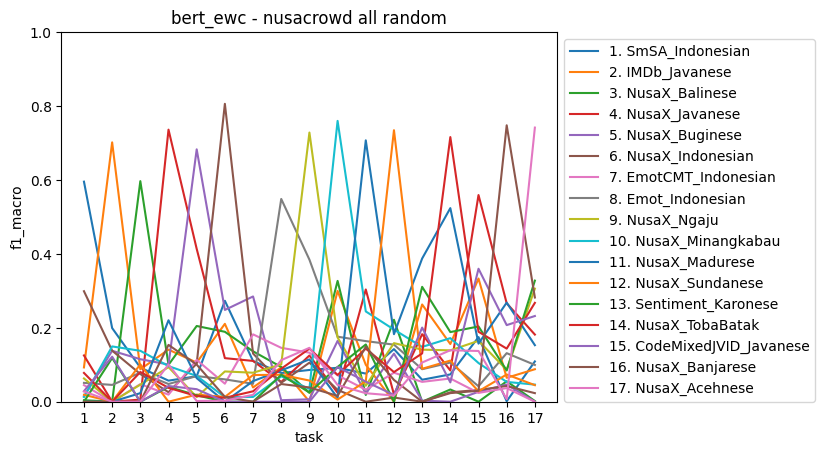 bert_ewc - nusacrowd all random
1.0
0.8
0.6
0.4
0.2
0.0
f1_macro
1 2 3 4 5 6 7 8 9 10 11 12 13 14 15 16 17
task
1. SmSA_Indonesian
2. IMDb_Javanese
3. NusaX_Balinese
4. NusaX_Javanese
5. NusaX_Buginese
6. NusaX_Indonesian
7. EmotCMT_Indonesian
8. Emot_Indonesian
9. NusaX_Ngaju
10. NusaX_Minangkabau
11. NusaX_Madurese
12. NusaX_Sundanese
13. Sentiment_Karonese
14. NusaX_TobaBatak
15. CodeMixedJVID_Javanese
16. NusaX_Banjarese
17. NusaX_Acehnese